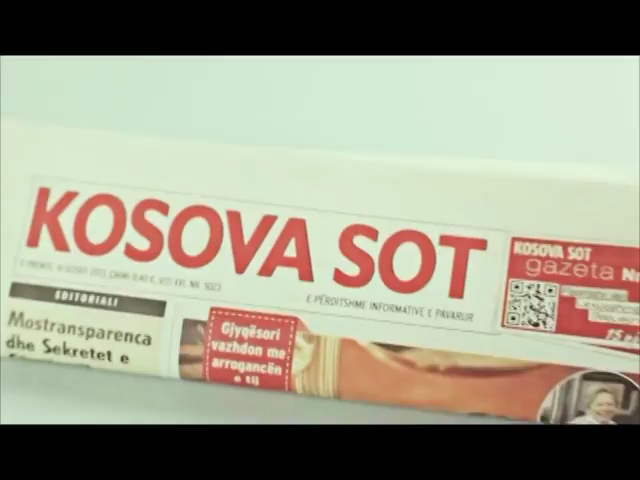 KOSOVA SOT
E PËRDITSHME INFORMATIVE E PAVARUR
KOSOVA SOT
gazeta
EDITORIALI
Mostransparenca
dhe Sekretet e
Gjyqësori
vazhdon me
arrogancën
e tij